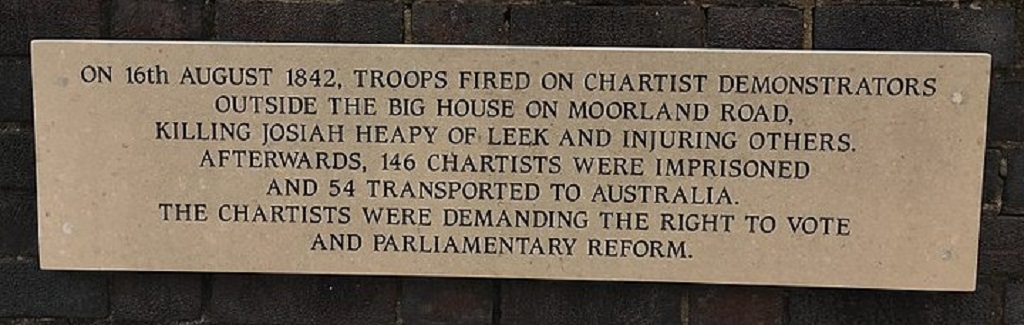 ON 16th AUGUST 1842, TROOPS FIRED ON CHARTIST DEMONSTRATORS
OUTSIDE THE BIG HOUSE ON MOORLAND ROAD,
KILLING JOSIAH HEAPY OF LEEK AND INJURING OTHERS.
AFTERWARDS, 146 CHARTISTS WERE IMPRISONED
AND 54 TRANSPORTED TO AUSTRALIA.
THE CHARTISTS WERE DEMANDING THE RIGHT TO VOTE
AND PARLIAMENTARY REFORM.